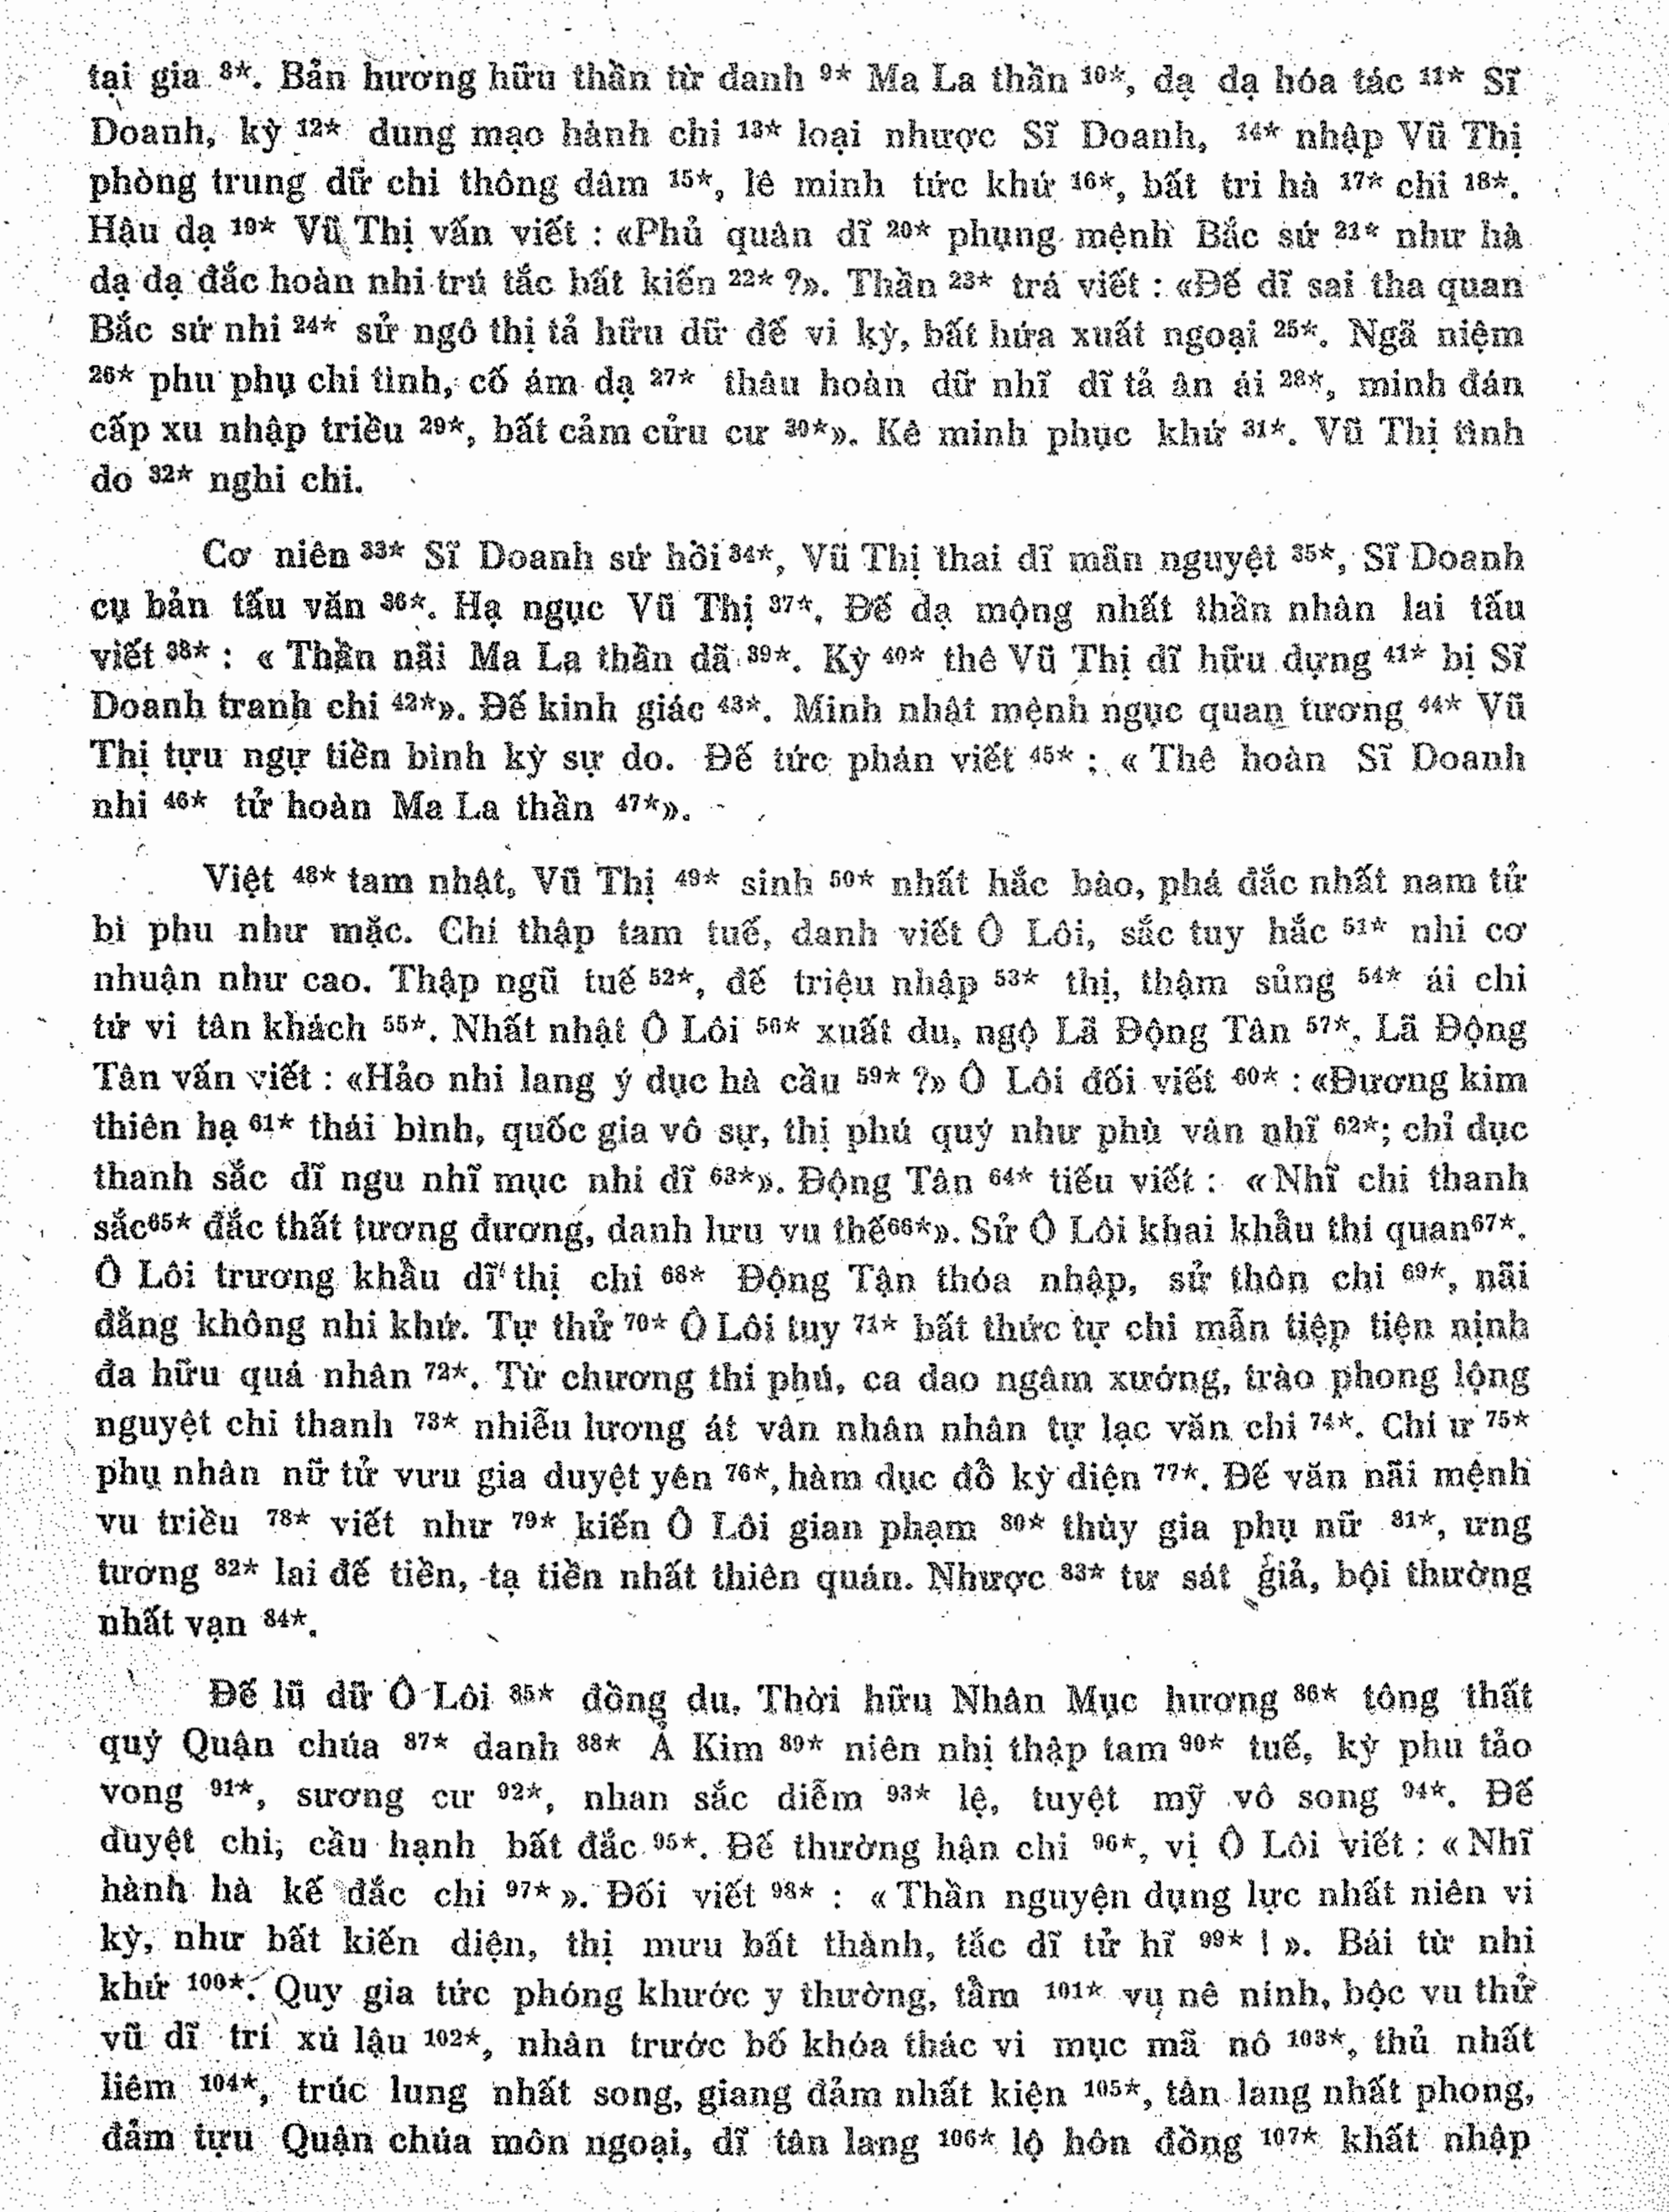 tại gia 8*. Bản hương hữu thần từ danh 9* Ma La thần 10*, dạ dạ hóa tác 11* Sĩ
Doanh, kỳ 12* dung mạo hành chi 13* loại nhược Sĩ Doanh, 14* nhập Vũ Thị
phòng trung dữ chi thông dâm 15*, lê minh tức khứ 16*, bất tri hà 17* chi 18*.
Hậu dạ 19* Vũ Thị vấn viết : «Phủ quân dĩ 20* phụng mệnh Bắc sứ 21* như hà
dạ dạ đắc hoàn nhi trú tắc bất kiến 22* ?». Thần 23* trá viết : «Đế dĩ sai tha quan
Bắc sứ nhi 24* sử ngô thị tả hữu dữ đế vi kỳ, bất hứa xuất ngoại 25*. Ngã niệm
26* phu phụ chi tình, cố ám dạ 27* thâu hoàn dữ nhĩ dĩ tả ân ái 28*, minh đán
cấp xu nhập triều 29*, bất cảm cửu cư 30*». Kê minh phục khứ 31*. Vũ Thị tình
do 32* nghi chi.
Cơ niên 33* Sĩ Doanh sứ hồi 34*, Vũ Thị thai dĩ mãn nguyệt 35*, Sĩ Doanh
cụ bản tấu văn 36*. Hạ ngục Vũ Thị 37*. Đế dạ mộng nhất thần nhân lai tấu
viết 38* : « Thần nãi Ma La thần dã 39*. Kỳ 40* thê Vũ Thị dĩ hữu dựng 41* bị Sĩ
Doanh tranh chi 42*». Đế kinh giác 43*. Minh nhật mệnh ngục quan tương 44* Vũ
Thị tựu ngự tiền bình kỳ sự do. Đế tức phán viết 45* : « Thê hoàn Sĩ Doanh
nhi 46* tử hoàn Ma La thần 47*».
Việt 48* tam nhật, Vũ Thị 49* sinh 50* nhất hắc bào, phá đắc nhất nam tử
bì phu như mặc. Chí thập tam tuế, danh viết Ô Lôi, sắc tuy hắc 51* nhi cơ
nhuận như cao. Thập ngũ tuế 52*, đế triệu nhập 53* thị, thậm sủng 54* ái chi
tứ vi tân khách 55*. Nhất nhật Ô Lôi 56* xuất du, ngộ Lã Động Tân 57*. Lã Động
Tân vấn viết : «Hảo nhi lang ý dục hà cầu 59* ?» Ô Lôi đối viết 60* : «Đương kim
thiên hạ 61* thái bình, quốc gia vô sự, thị phú quý như phù vân nhĩ 62*; chỉ dục
thanh sắc dĩ ngu nhĩ mục nhi dĩ 63*». Động Tân 64* tiếu viết : « Nhĩ chi thanh
sắc65* đắc thất tương đương, danh lưu vu thế66*». Sử Ô Lôi khai khẩu thi quan67*.
Ô Lôi trương khẩu dĩ thị chi 68* Động Tận thóa nhập, sử thôn chi 69*, nãi
đằng không nhi khứ. Tự thử 70* Ô Lôi tuy 71* bất thức tự chi mẫn tiệp tiện nịnh
đa hữu quá nhân 72*. Từ chương thi phú, ca dao ngâm xướng, trào phong lộng
nguyệt chi thanh 73* nhiễu lương át vân nhân nhân tự lạc văn chi 74*. Chí ư 75*
phụ nhân nữ tử vưu gia duyệt yên 76*, hàm dục đồ kỳ diện 77*. Đế văn nãi mệnh
vu triều 78* viết như 79* kiến Ô Lôi gian phạm 80* thùy gia phụ nữ 81*, ưng
tương 82* lai đế tiền, tạ tiền nhất thiên quán. Nhược 83* tư sát giả, bội thường
nhất vạn 84*.
Đế lũ dữ Ô Lôi 85* đồng du. Thời hữu Nhân Mục hương 86* tông thất
quý Quận chúa 87* danh 88* Ả Kim 89* niên nhị thập tam 90* tuế, kỳ phu tảo
vong 91*, sương cư 92*, nhan sắc diễm 93* lệ, tuyệt mỹ vô song 94*. Đế
duyệt chi, cầu hạnh bất đắc 95*. Đế thường hận chi 96*, vị Ô Lôi viết : « Nhĩ
hành hà kế đắc chi 97* ». Đối viết 98* : « Thần nguyện dụng lực nhất niên vi
kỳ, như bất kiến diện, thị mưu bất thành, tắc dĩ tử hĩ 99* ! ». Bái từ nhi
khứ 100*. Quy gia tức phóng khước y thường, tẩm 101* vụ nê ninh, bộc vu thử
vũ dĩ trí xú lậu 102*, nhân trước bố khóa thác vi mục mã nô 103*, thủ nhất
liêm 104*, trúc lung nhất song, giang đảm nhất kiện 105*, tân lang nhất phong,
đảm tựu Quận chúa môn ngoại, dĩ tân lang 106* lộ hôn đồng 107* khất nhập